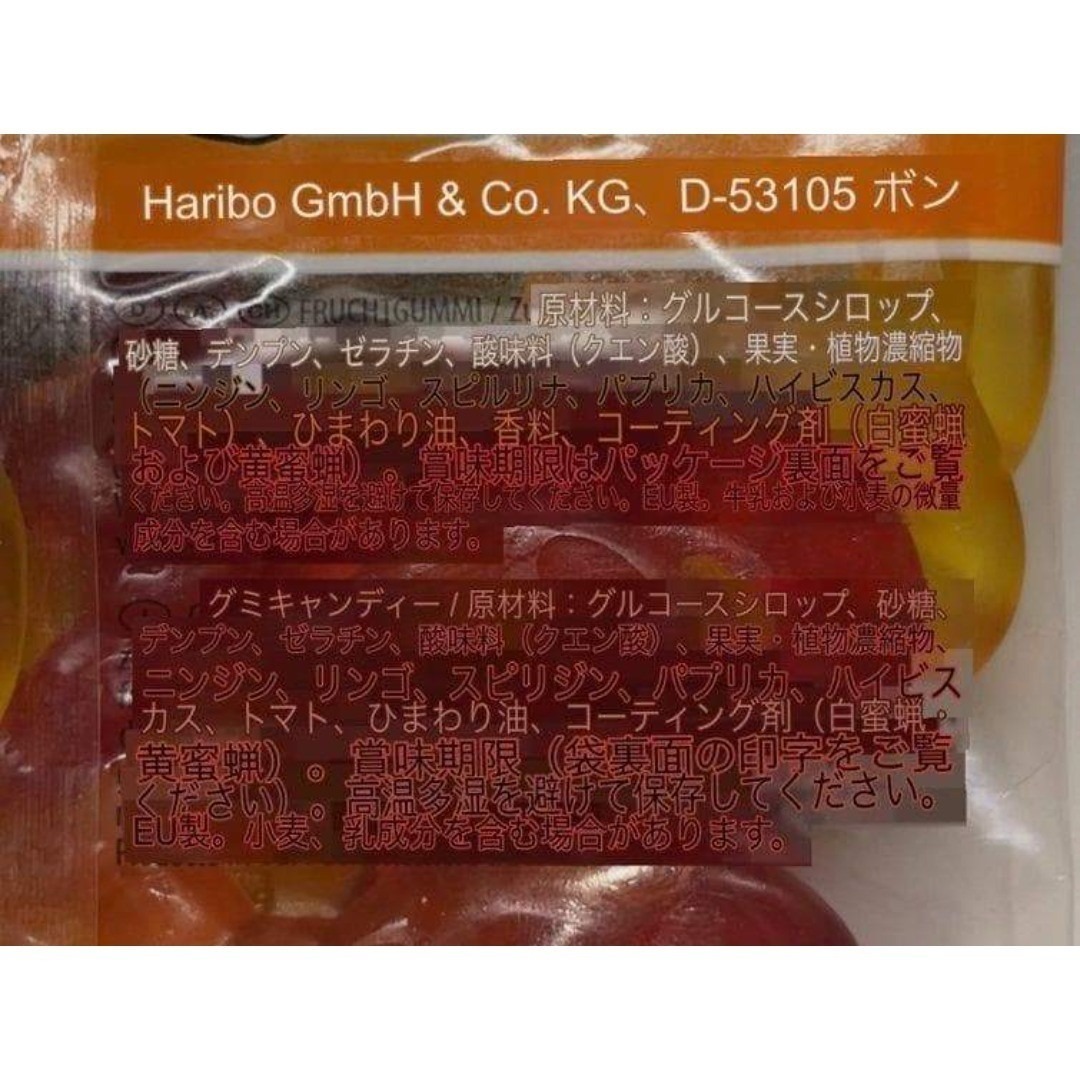 Haribo GmbH & Co. KG、D-53105 ボン
D A CH FRUCHTGUMMI / 原材料：グルコースシロップ、
砂糖、デンプン、ゼラチン、酸味料（クエン酸）、果実・植物濃縮物
（ニンジン、リンゴ、スピルリナ、パプリカ、ハイビスカス、
トマト）、ひまわり油、香料、コーティング剤（白蜜蝋
および黄蜜蝋）。賞味期限はパッケージ裏面をご覧
ください。高温多湿を避けて保存してください。EU製。牛乳および小麦の微量
成分を含む場合があります。
グミキャンディー / 原材料：グルコースシロップ、砂糖、
デンプン、ゼラチン、酸味料（クエン酸）、果実・植物濃縮物、
ニンジン、リンゴ、スピリジン、パプリカ、ハイビス
カス、トマト、ひまわり油、コーティング剤（白蜜蝋・
黄蜜蝋）。賞味期限（袋裏面の印字をご覧
ください）。高温多湿を避けて保存してください。
EU製。小麦、乳成分を含む場合があります。